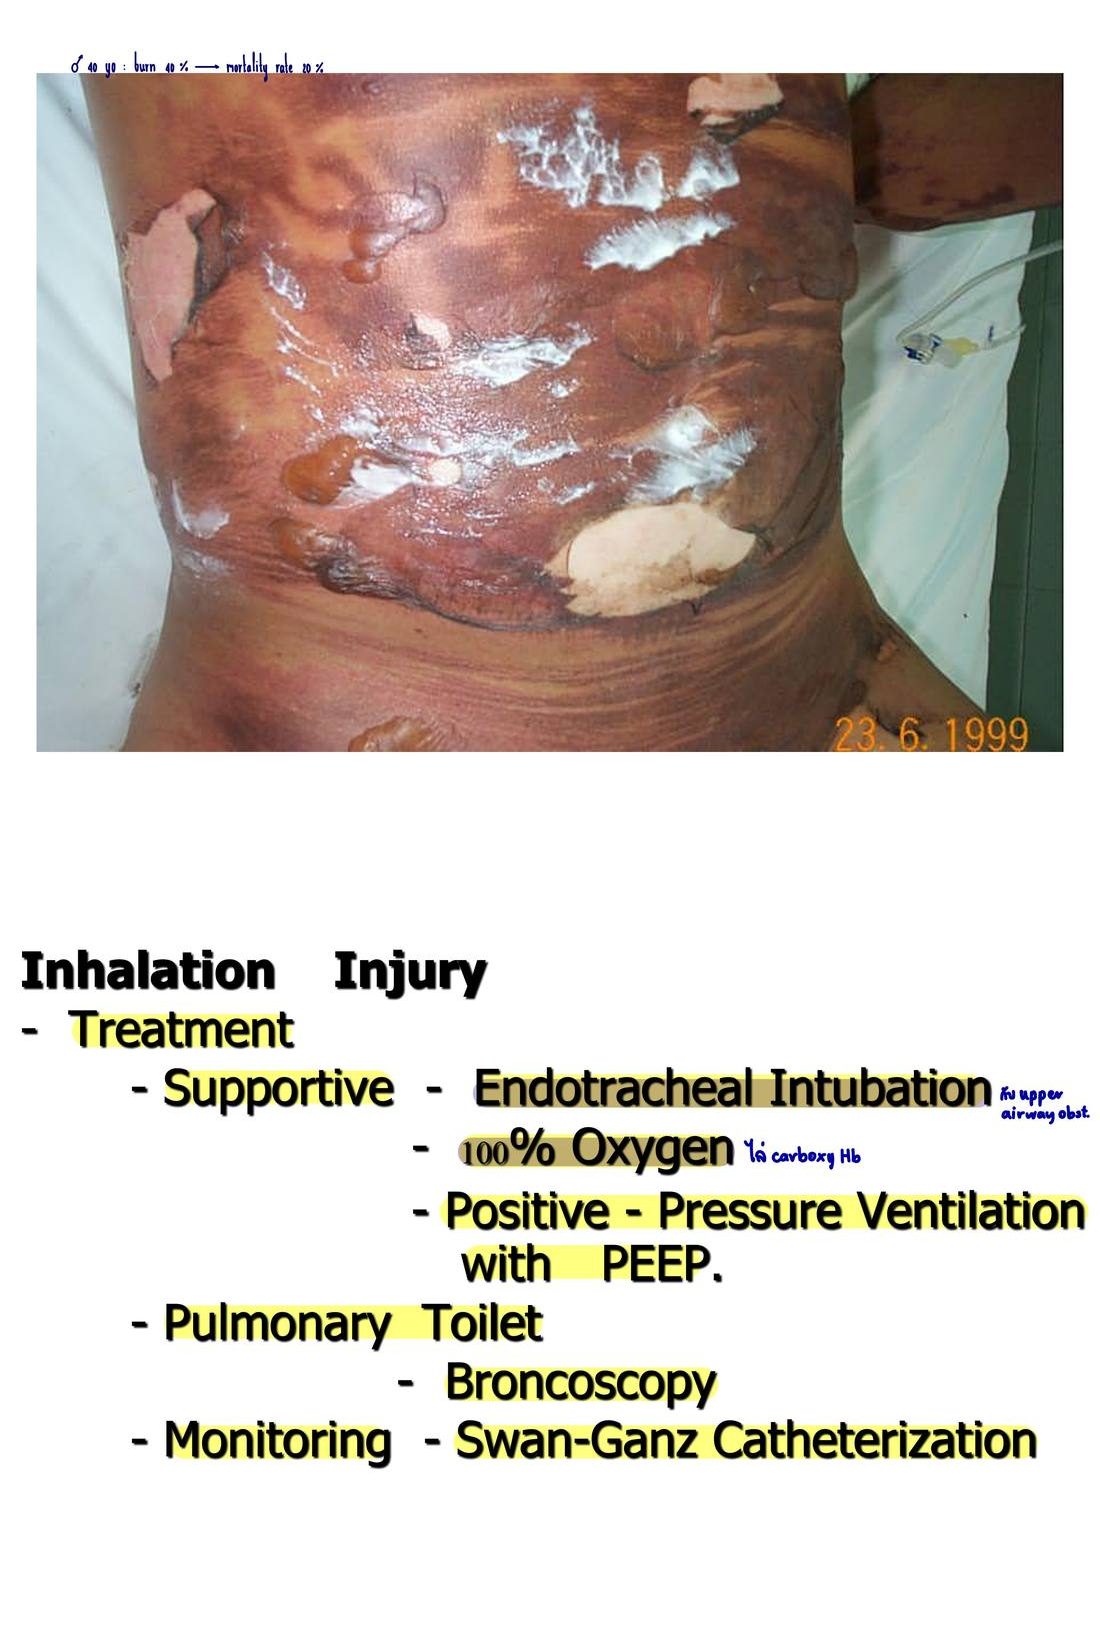 ♂ 40 yo : burn 40 % → mortality rate 20 %
23. 6. 1999
Inhalation Injury
- Treatment
- Supportive - Endotracheal Intubation กัน upper
airway obst.
- 100% Oxygen ไล่ carboxy Hb
- Positive - Pressure Ventilation
with PEEP.
- Pulmonary Toilet
- Broncoscopy
- Monitoring - Swan-Ganz Catheterization